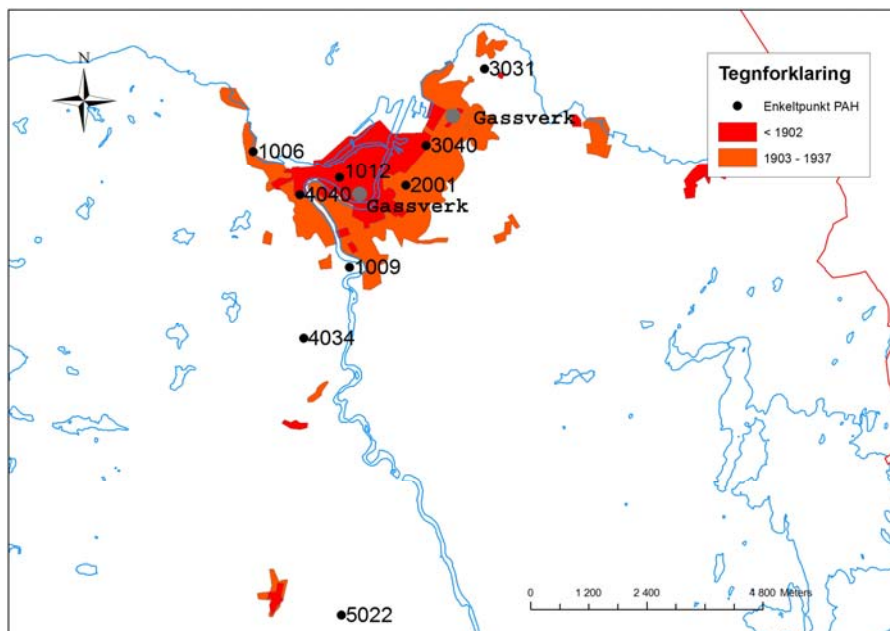 N
3031
Tegnforklaring
Enkeltpunkt PAH
< 1902
1903 - 1937
Gassverk
3040
1006
1012
2001
4040
Gassverk
1009
4034
5022
0 1 200 2 400 4 800 Meters